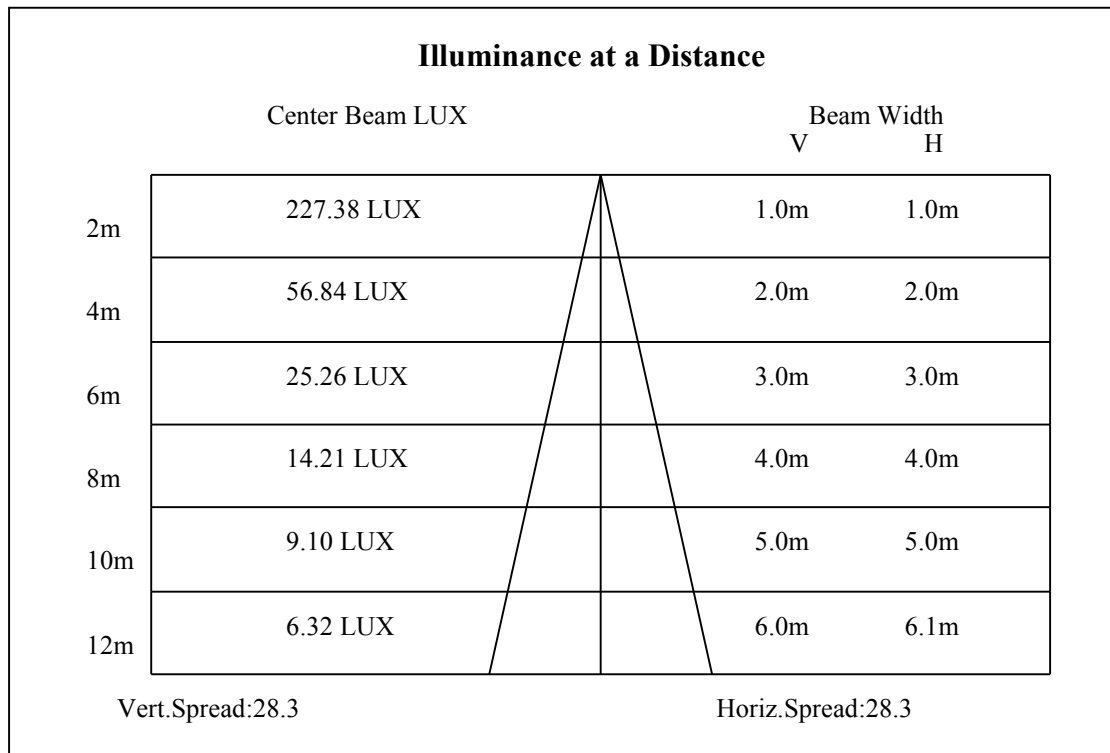 Illuminance at a Distance
Center Beam LUX Beam Width
V H
2m 227.38 LUX 1.0m 1.0m
4m 56.84 LUX 2.0m 2.0m
6m 25.26 LUX 3.0m 3.0m
8m 14.21 LUX 4.0m 4.0m
10m 9.10 LUX 5.0m 5.0m
12m 6.32 LUX 6.0m 6.1m
Vert.Spread:28.3 Horiz.Spread:28.3